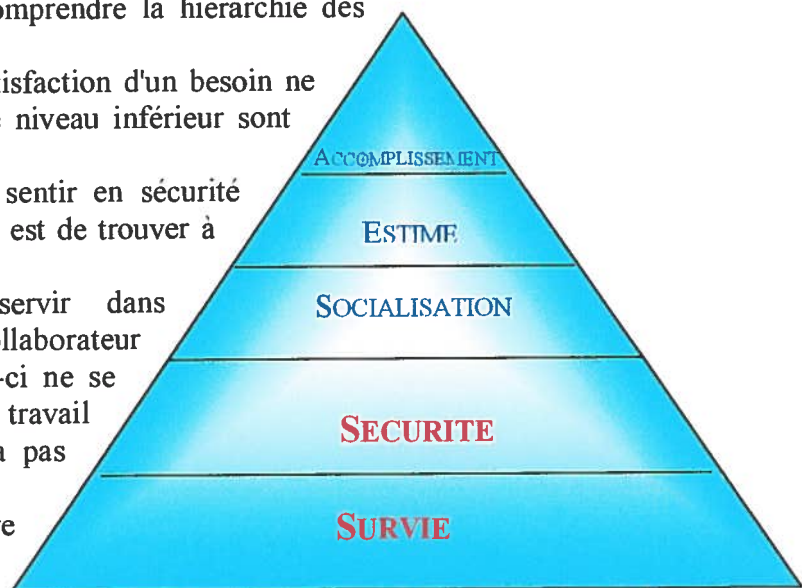 omprendre la hiérarchie des
isfaction d'un besoin ne
niveau inférieur sont
sentir en sécurité
est de trouver à
servir dans
llaborateur
-ci ne se
travail
a pas
e
ACCOMPLISSEMENT
ESTIME
SOCIALISATION
SECURITE
SURVIE